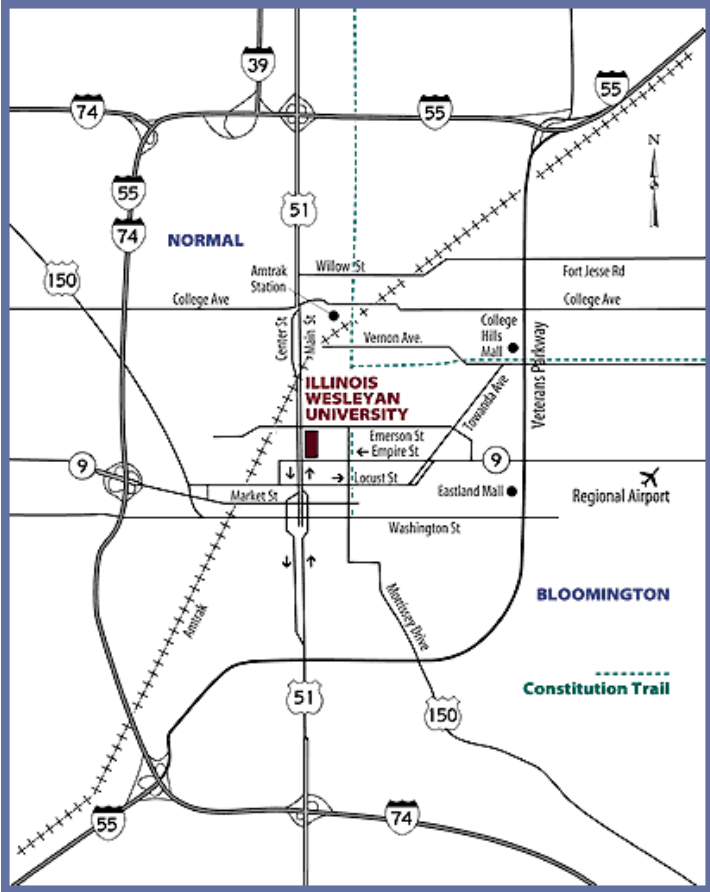 39
55
74
55
55
N
51
74
NORMAL
150
Willow St
Fort Jesse Rd
Amtrak
Station
College Ave
College Ave
Center St
Main St
Vernon Ave.
College
Hills
Mall
Veterans Parkway
ILLINOIS
WESLEYAN
UNIVERSITY
Towanda Ave
Emerson St
Empire St
9
9
Locust St
Market St
Eastland Mall
Regional Airport
Washington St
BLOOMINGTON
Amtrak
Morrissey Drive
Constitution Trail
51
150
55
74